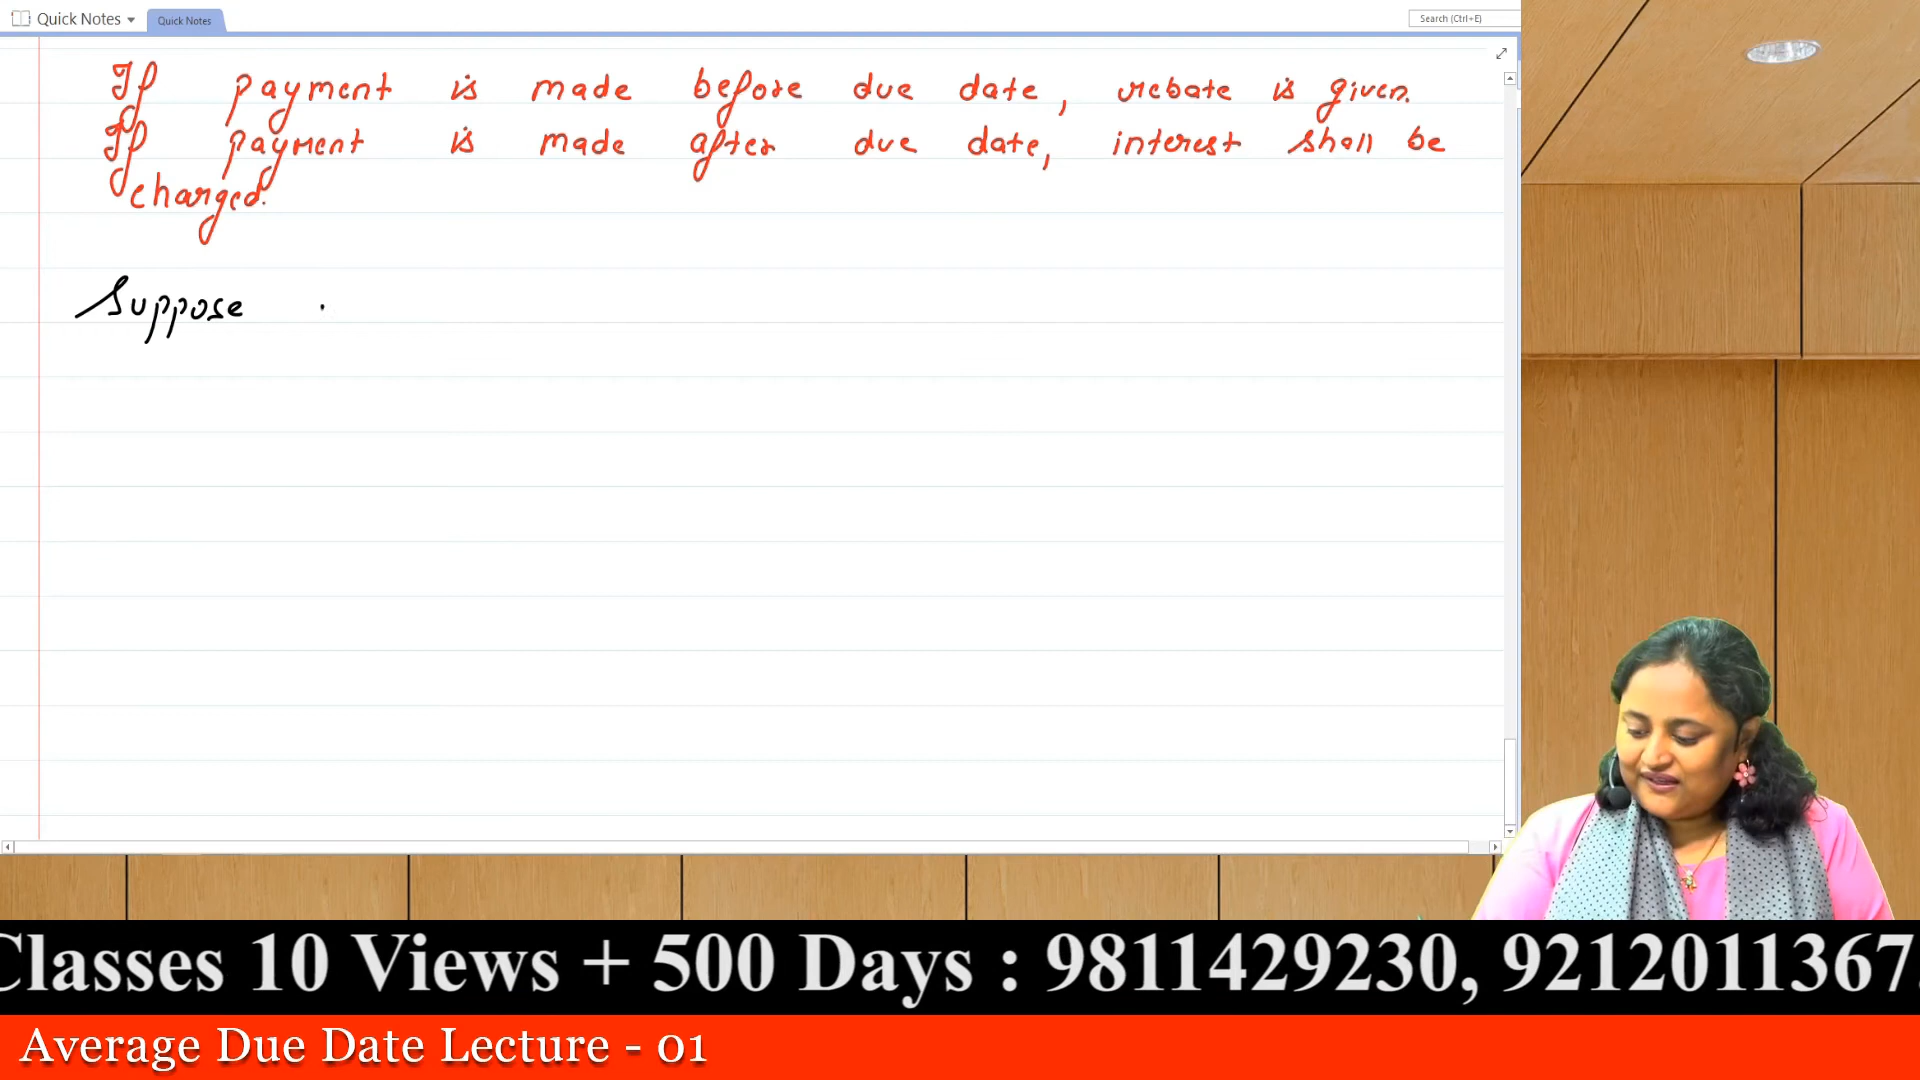 Quick Notes
Quick Notes
Search (Ctrl+E)
If payment is made before due date, rebate is given.
If payment is made after due date, interest shall be
charged.
Suppose
Classes 10 Views + 500 Days : 9811429230, 9212011367
Average Due Date Lecture - 01